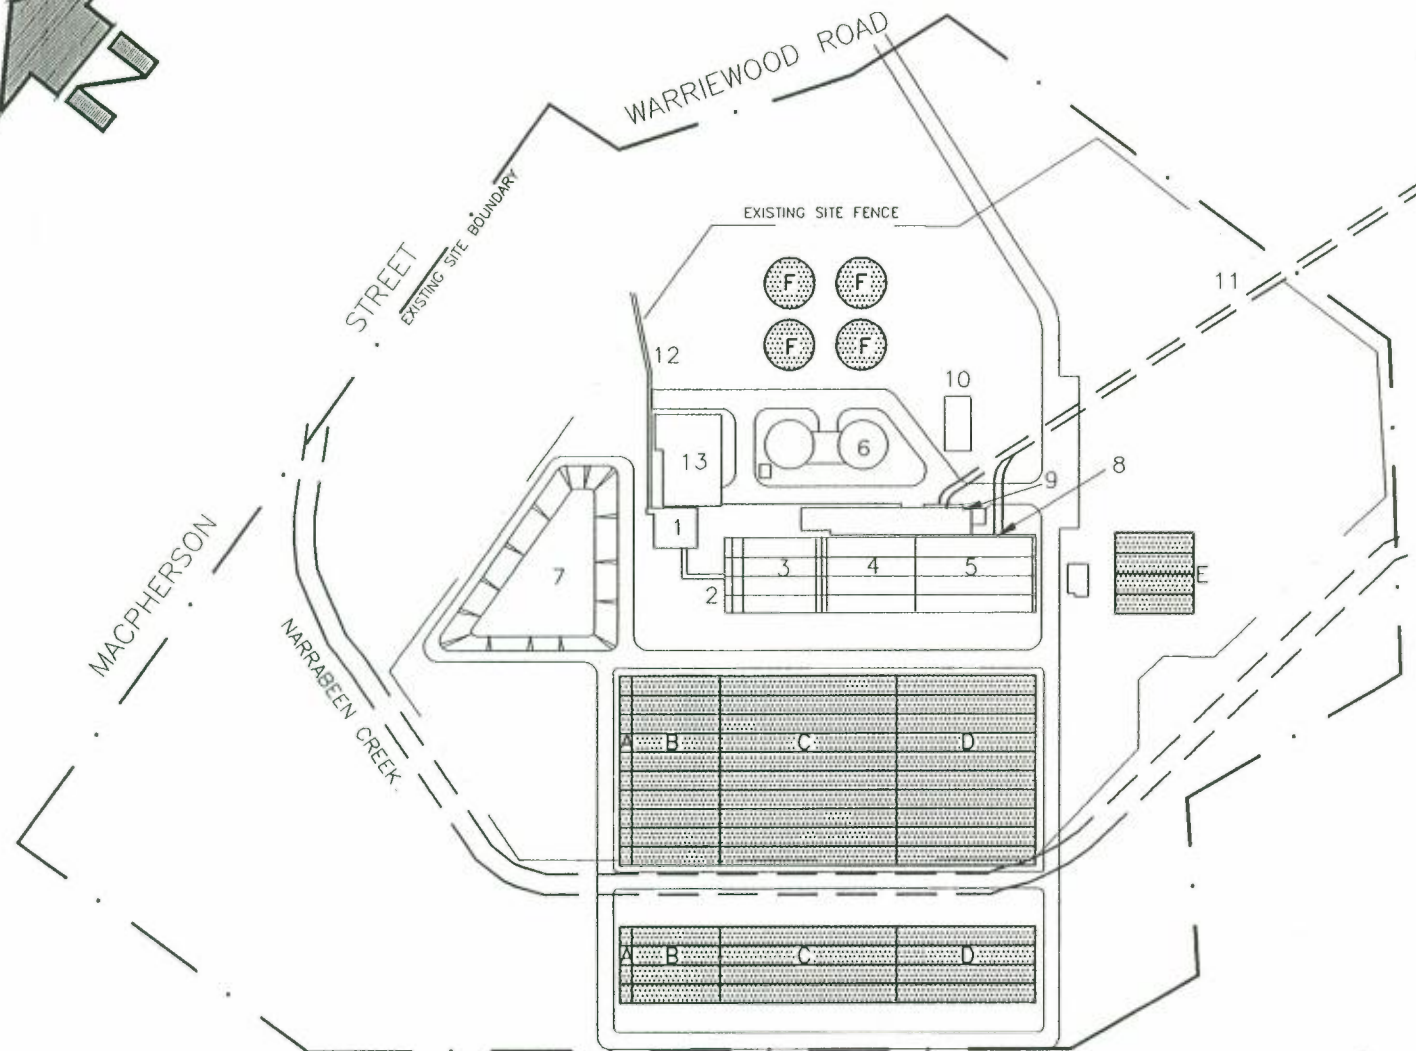 N
WARRIEWOOD ROAD
EXISTING SITE BOUNDARY
STREET
EXISTING SITE FENCE
F F
F F
11
12
10
6
13
9
8
1
7
2
3 4 5
E
MACPHERSON
NARRABEEN CREEK.
A B C D
A B C D